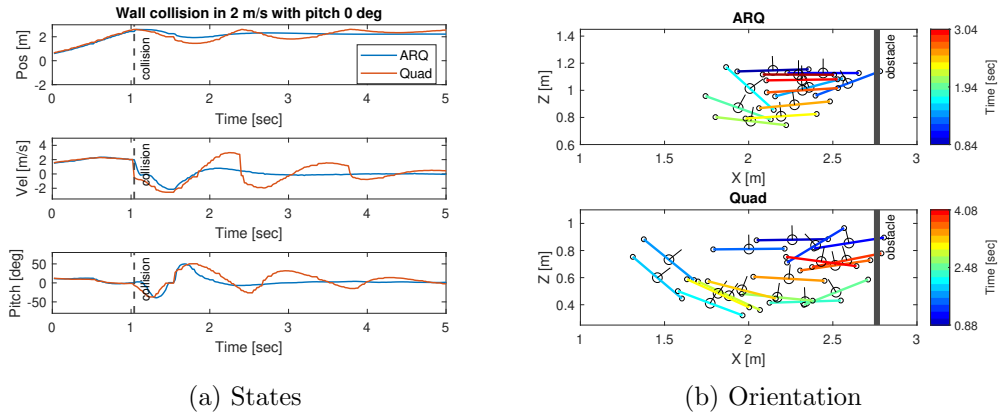 Wall collision in 2 m/s with pitch 0 deg
Pos [m]
2
0
-2
collision
ARQ
Quad
0 1 2 3 4 5
Time [sec]
Vel [m/s]
4
2
0
-2
collision
0 1 2 3 4 5
Time [sec]
Pitch [deg]
50
0
-50
collision
0 1 2 3 4 5
Time [sec]
(a) States
ARQ
Z [m]
1.4
1.2
1
0.8
0.6
obstacle
1 1.5 2 2.5 3
X [m]
3.04
1.94
0.84
Time [sec]
Quad
Z [m]
1
0.8
0.6
0.4
obstacle
1 1.5 2 2.5 3
X [m]
4.08
2.48
0.88
Time [sec]
(b) Orientation